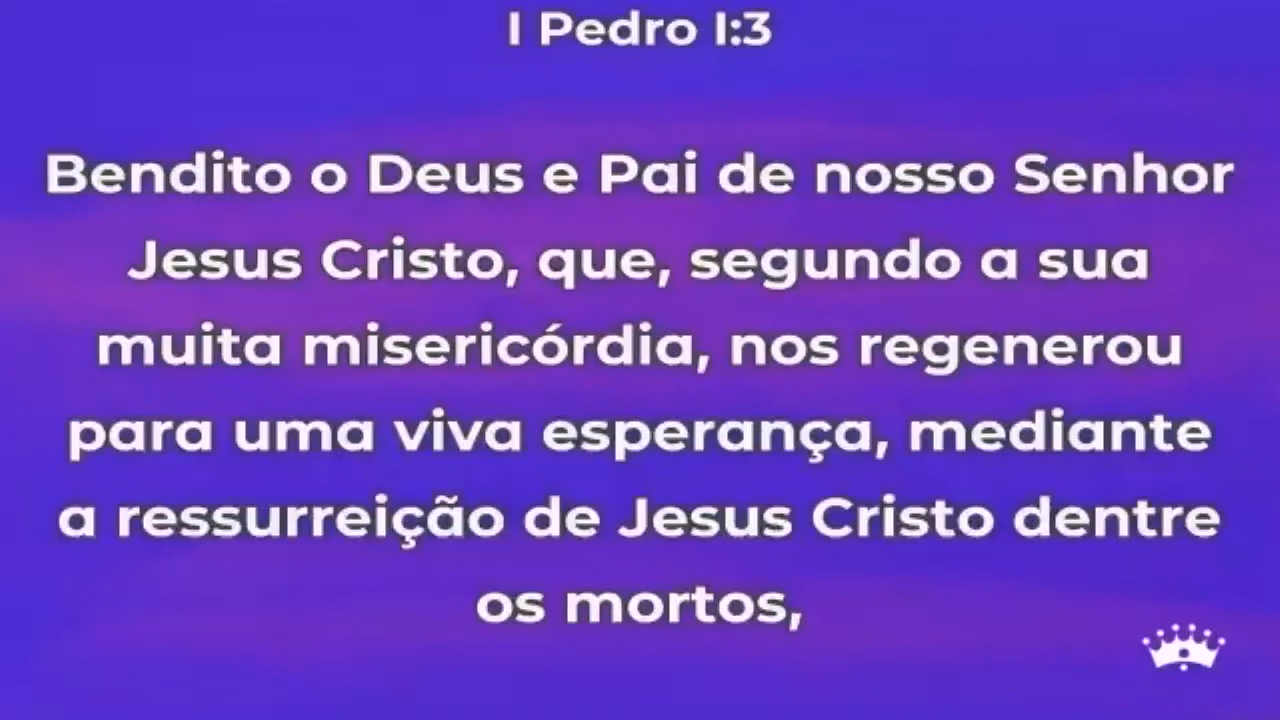 I Pedro I:3
Bendito o Deus e Pai de nosso Senhor
Jesus Cristo, que, segundo a sua
muita misericórdia, nos regenerou
para uma viva esperança, mediante
a ressurreição de Jesus Cristo dentre
os mortos,